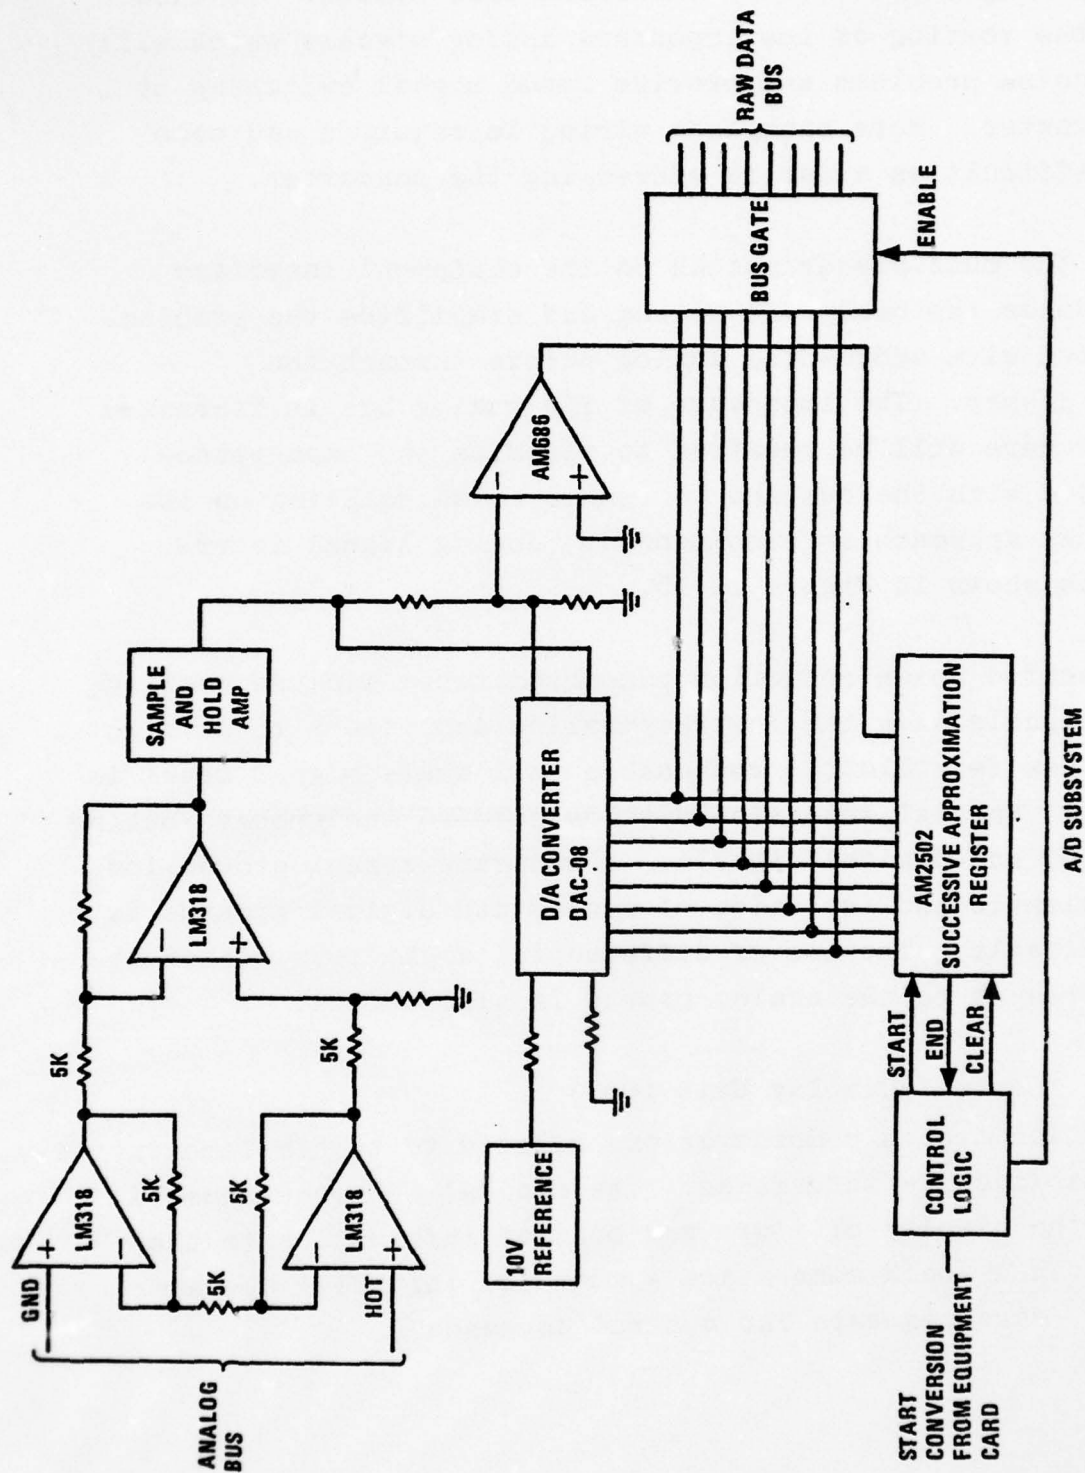 ANALOG
BUS
GND
HOT
+
LM318
−
5K
5K
5K
−
LM318
+
5K
5K
−
LM318
+
SAMPLE
AND
HOLD
AMP
10V
REFERENCE
D/A CONVERTER
DAC-08
−
AM686
+
BUS GATE
RAW DATA
BUS
ENABLE
START
CONVERSION
FROM EQUIPMENT
CARD
CONTROL
LOGIC
START
END
CLEAR
AM2502
SUCCESSIVE APPROXIMATION
REGISTER
A/D SUBSYSTEM